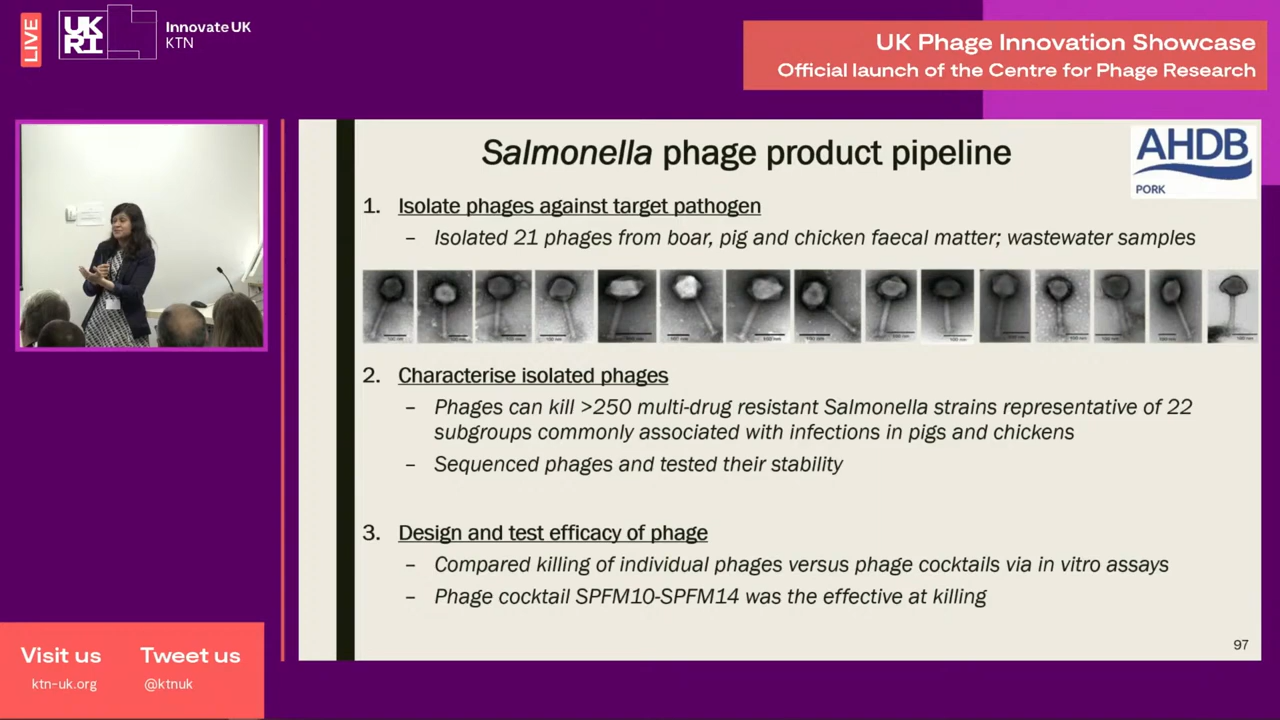 LIVE
UK
RI
Innovate UK
KTN
UK Phage Innovation Showcase
Official launch of the Centre for Phage Research
Salmonella phage product pipeline
AHDB
PORK
1. Isolate phages against target pathogen
– Isolated 21 phages from boar, pig and chicken faecal matter; wastewater samples
2. Characterise isolated phages
– Phages can kill >250 multi-drug resistant Salmonella strains representative of 22
subgroups commonly associated with infections in pigs and chickens
– Sequenced phages and tested their stability
3. Design and test efficacy of phage
– Compared killing of individual phages versus phage cocktails via in vitro assays
– Phage cocktail SPFM10-SPFM14 was the effective at killing
97
Visit us
ktn-uk.org
Tweet us
@ktnuk